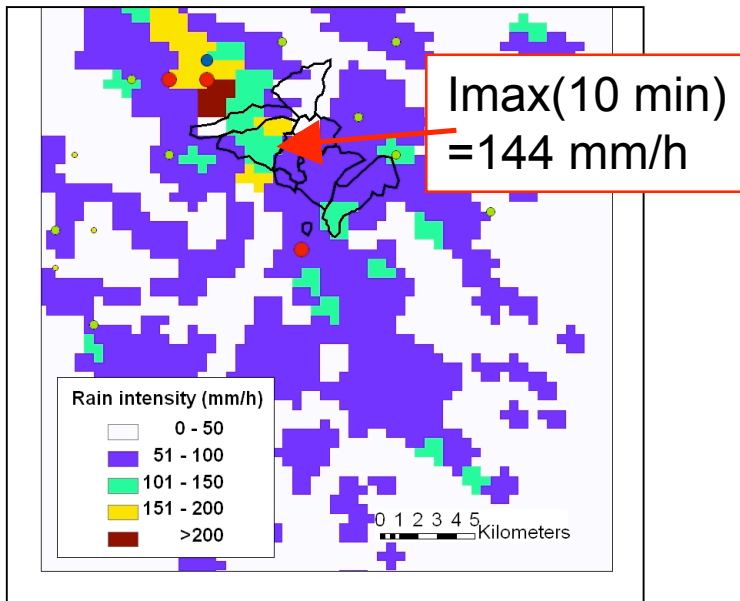 Imax(10 min)
=144 mm/h
Rain intensity (mm/h)
0 - 50
51 - 100
101 - 150
151 - 200
>200
0 1 2 3 4 5
Kilometers